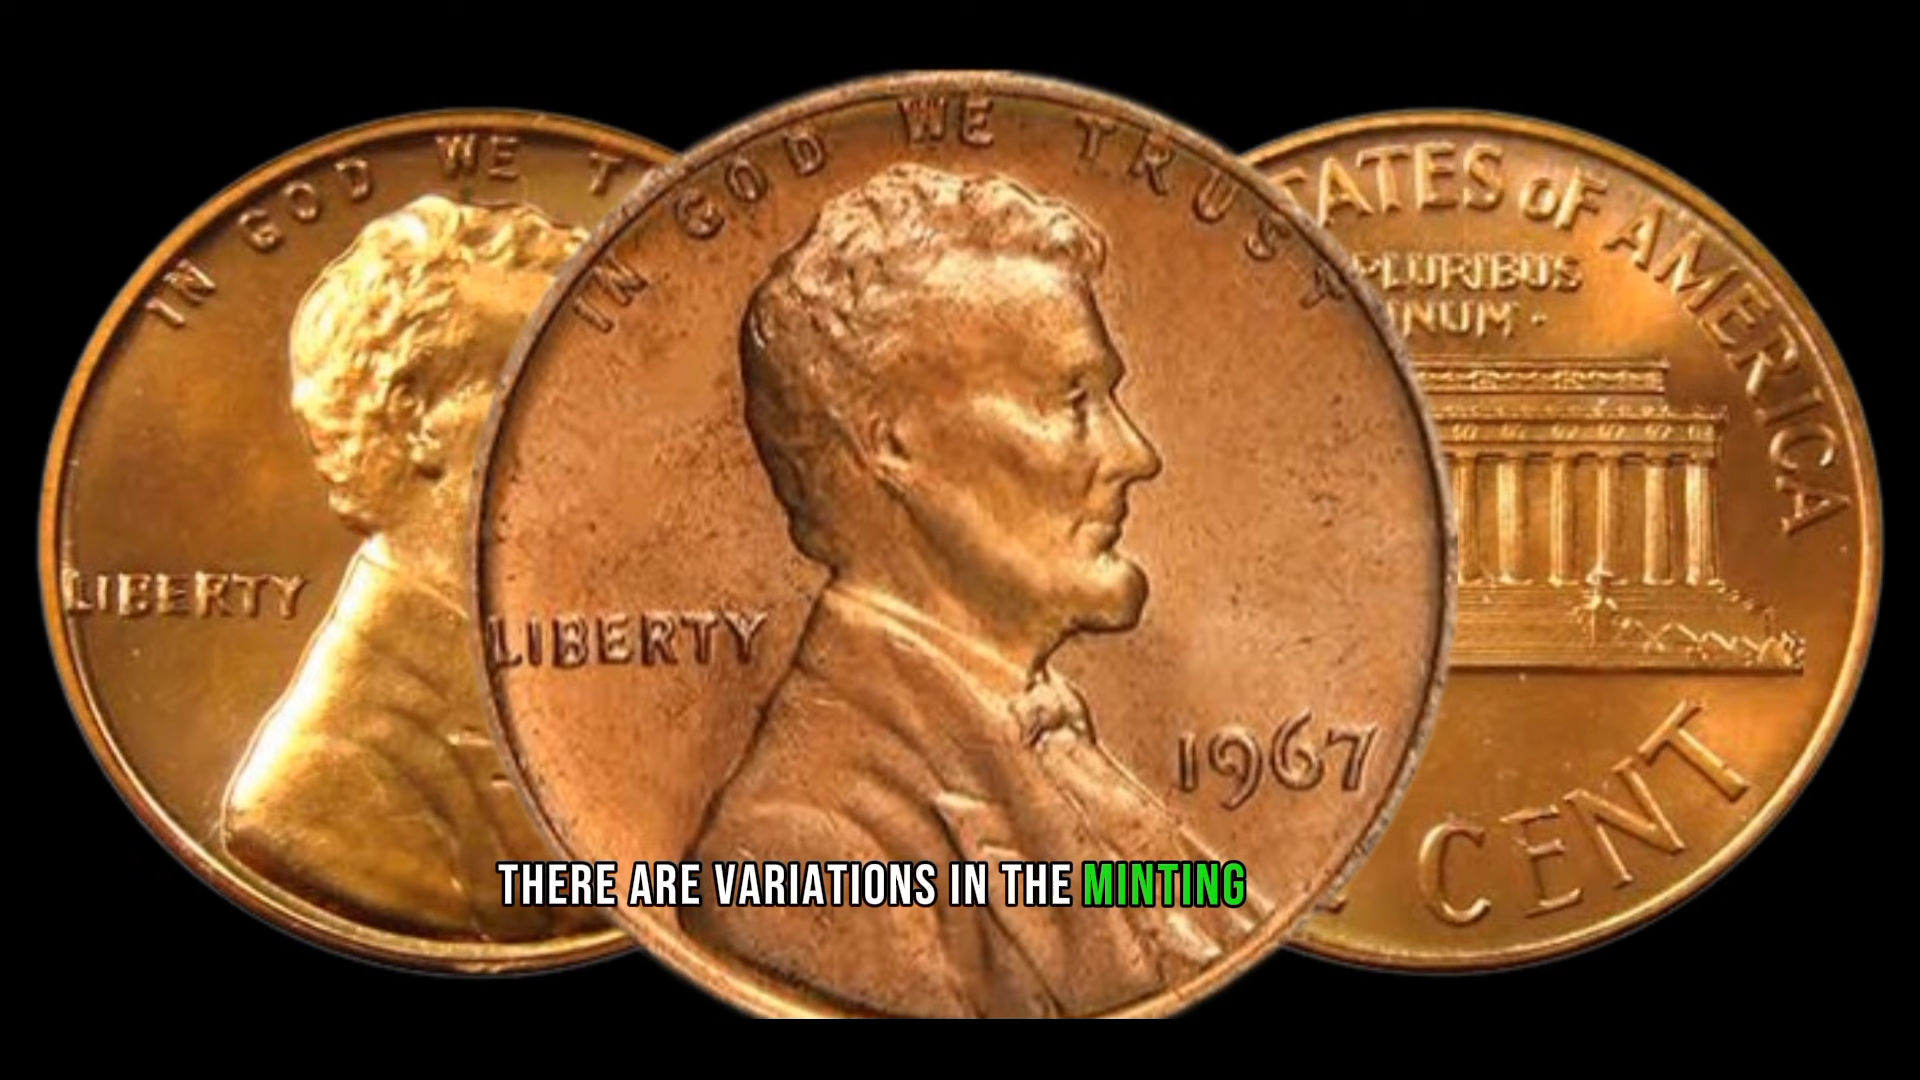 IN GOD WE T
LIBERTY
IN GOD WE TRUST
LIBERTY
1967
TATES OF AMERICA
PLURIBUS
UNUM
CENT
THERE ARE VARIATIONS IN THE MINTING